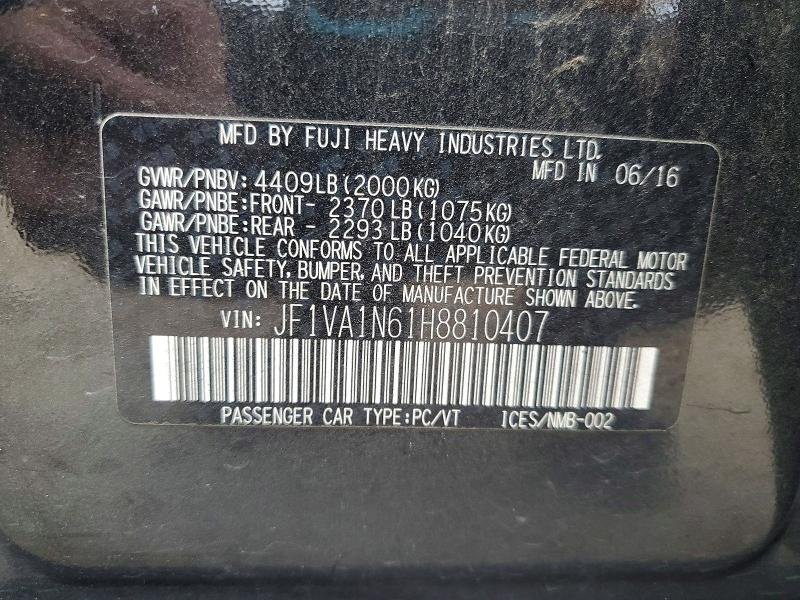 MFD BY FUJI HEAVY INDUSTRIES LTD.
MFD IN 06/16
GVWR/PNBV: 4409LB (2000KG)
GAWR/PNBE:FRONT- 2370 LB (1075KG)
GAWR/PNBE:REAR - 2293 LB (1040KG)
THIS VEHICLE CONFORMS TO ALL APPLICABLE FEDERAL MOTOR
VEHICLE SAFETY, BUMPER, AND THEFT PREVENTION STANDARDS
IN EFFECT ON THE DATE OF MANUFACTURE SHOWN ABOVE.
VIN: JF1VA1N61H8810407
PASSENGER CAR TYPE:PC/VT ICES/NMB-002